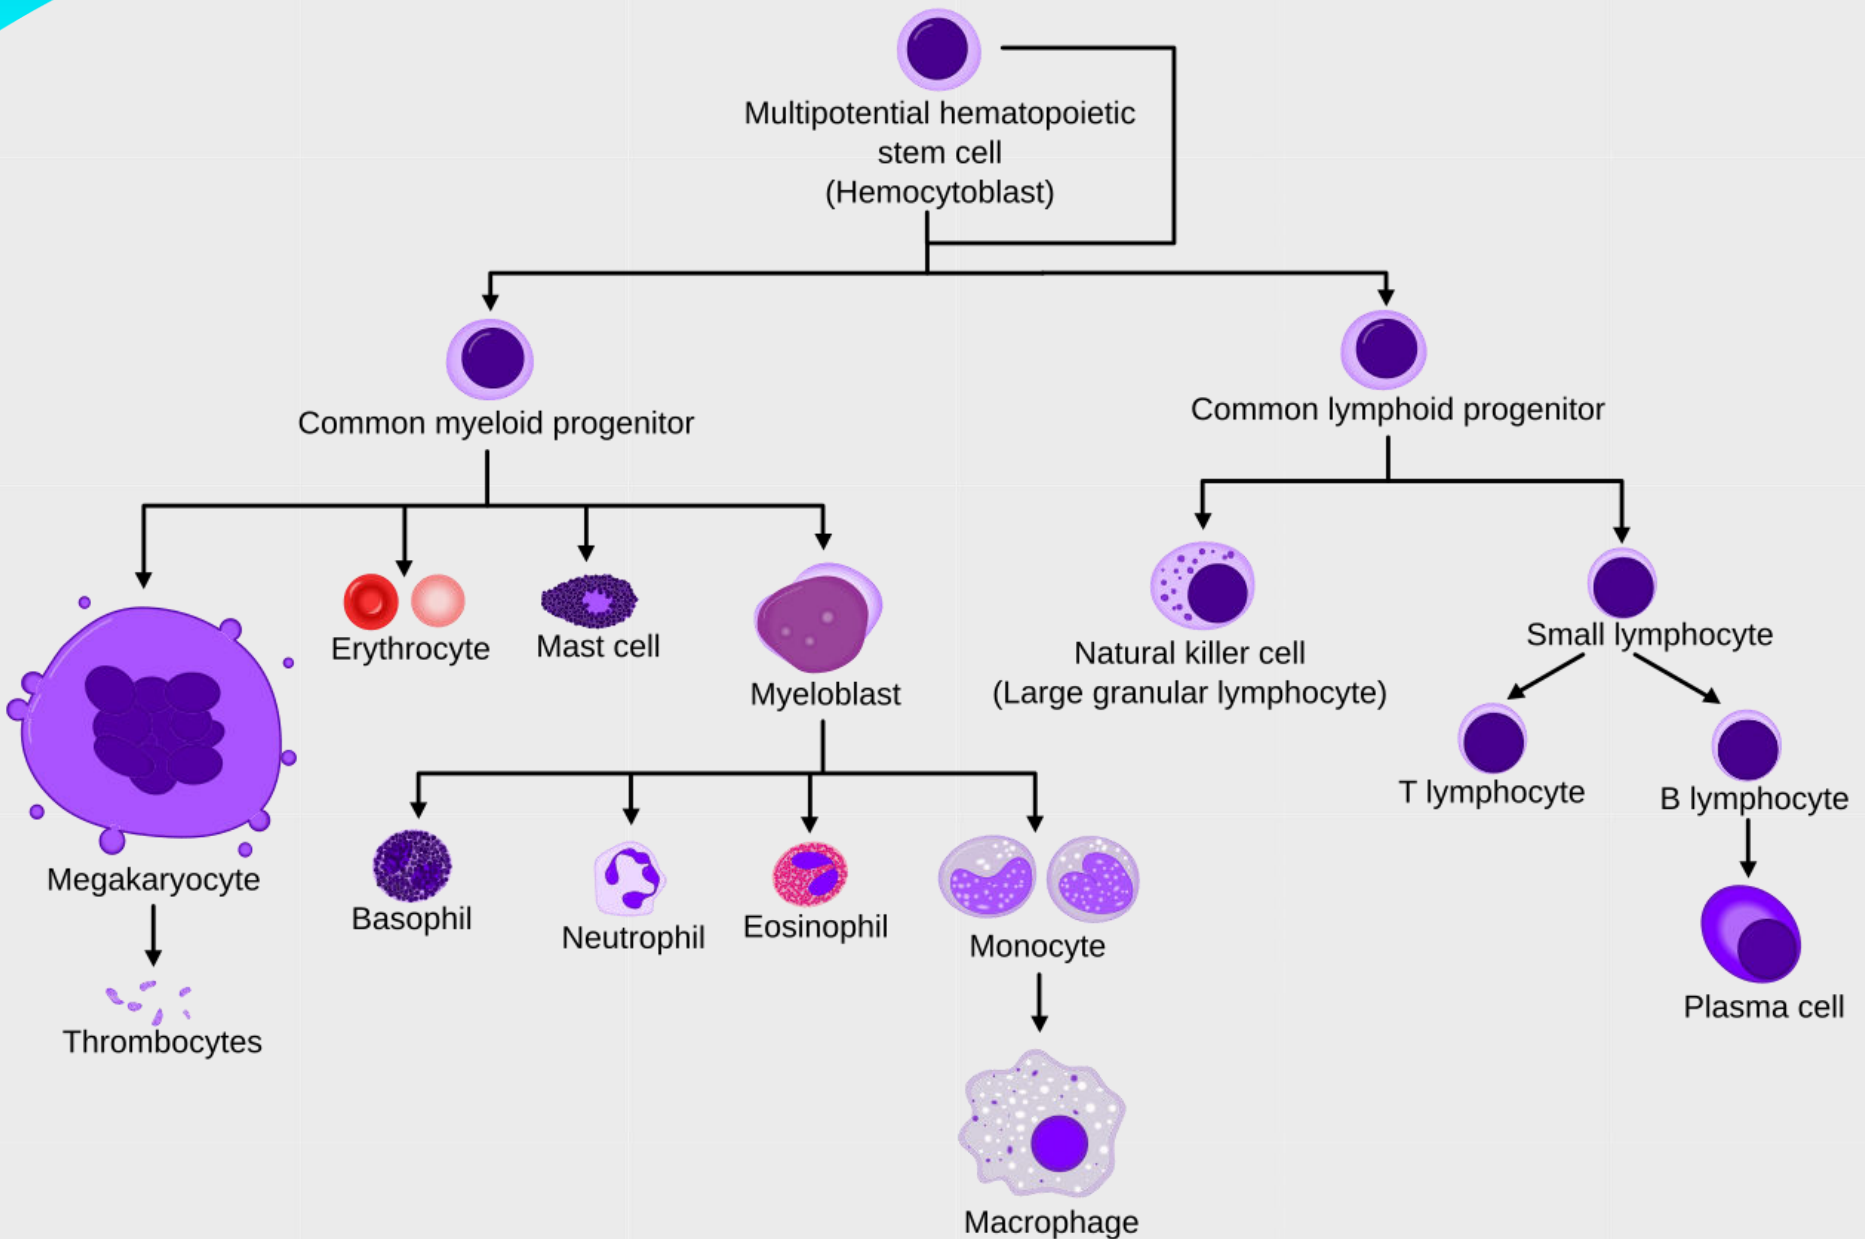 Multipotential hematopoietic
stem cell
(Hemocytoblast)
Common myeloid progenitor
Common lymphoid progenitor
Erythrocyte
Mast cell
Myeloblast
Natural killer cell
(Large granular lymphocyte)
Small lymphocyte
T lymphocyte
B lymphocyte
Megakaryocyte
Basophil
Neutrophil
Eosinophil
Monocyte
Plasma cell
Thrombocytes
Macrophage